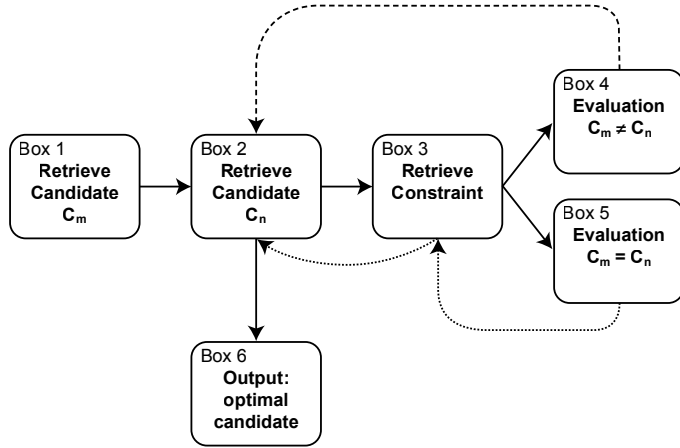 Box 1
Retrieve
Candidate
Cₘ
Box 2
Retrieve
Candidate
Cₙ
Box 3
Retrieve
Constraint
Box 4
Evaluation
Cₘ ≠ Cₙ
Box 5
Evaluation
Cₘ = Cₙ
Box 6
Output:
optimal
candidate